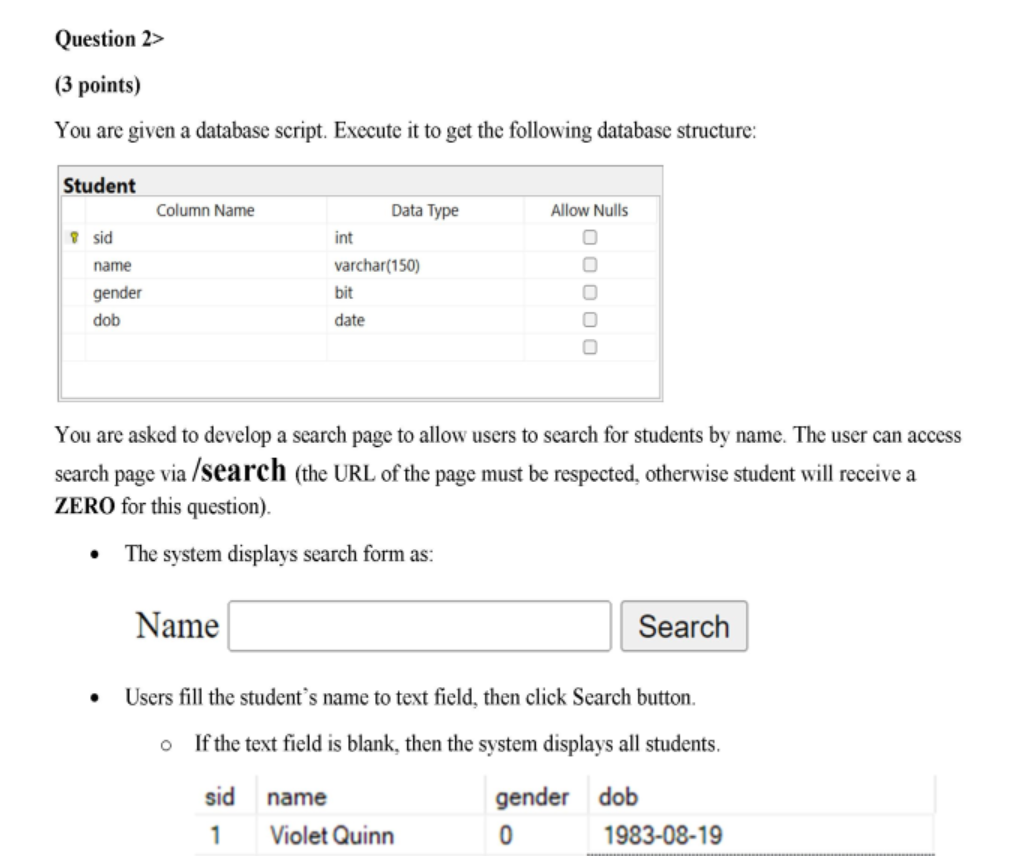 Question 2>
(3 points)
You are given a database script. Execute it to get the following database structure:
Student
Column Name Data Type Allow Nulls
sid int
name varchar(150)
gender bit
dob date
You are asked to develop a search page to allow users to search for students by name. The user can access
search page via /search (the URL of the page must be respected, otherwise student will receive a
ZERO for this question).
• The system displays search form as:
Name Search
• Users fill the student’s name to text field, then click Search button.
o If the text field is blank, then the system displays all students.
sid name gender dob
1 Violet Quinn 0 1983-08-19